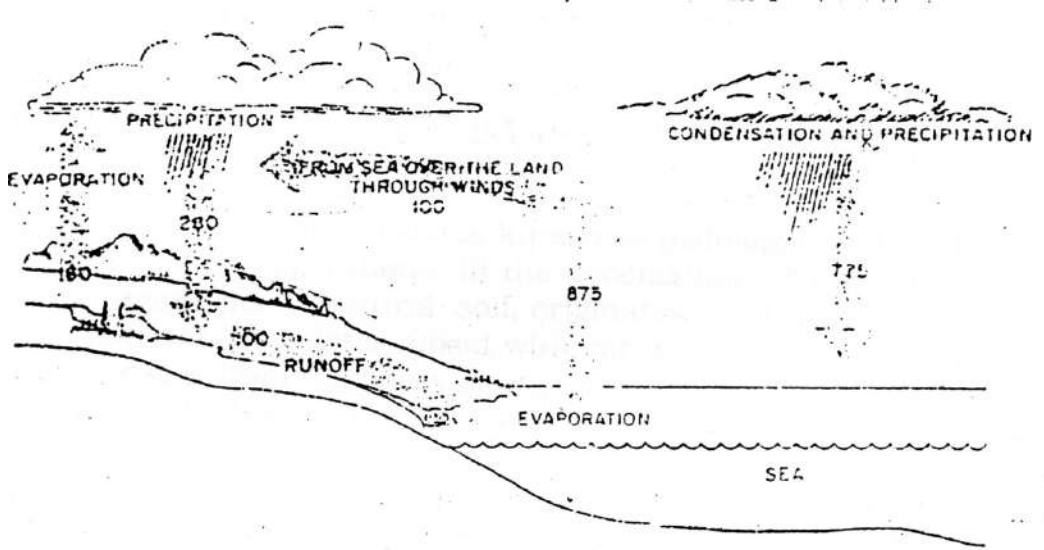 PRECIPITATION
CONDENSATION AND PRECIPITATION
FROM SEA OVER THE LAND
THROUGH WINDS
100
EVAPORATION
280
180
875
775
100
RUNOFF
EVAPORATION
SEA